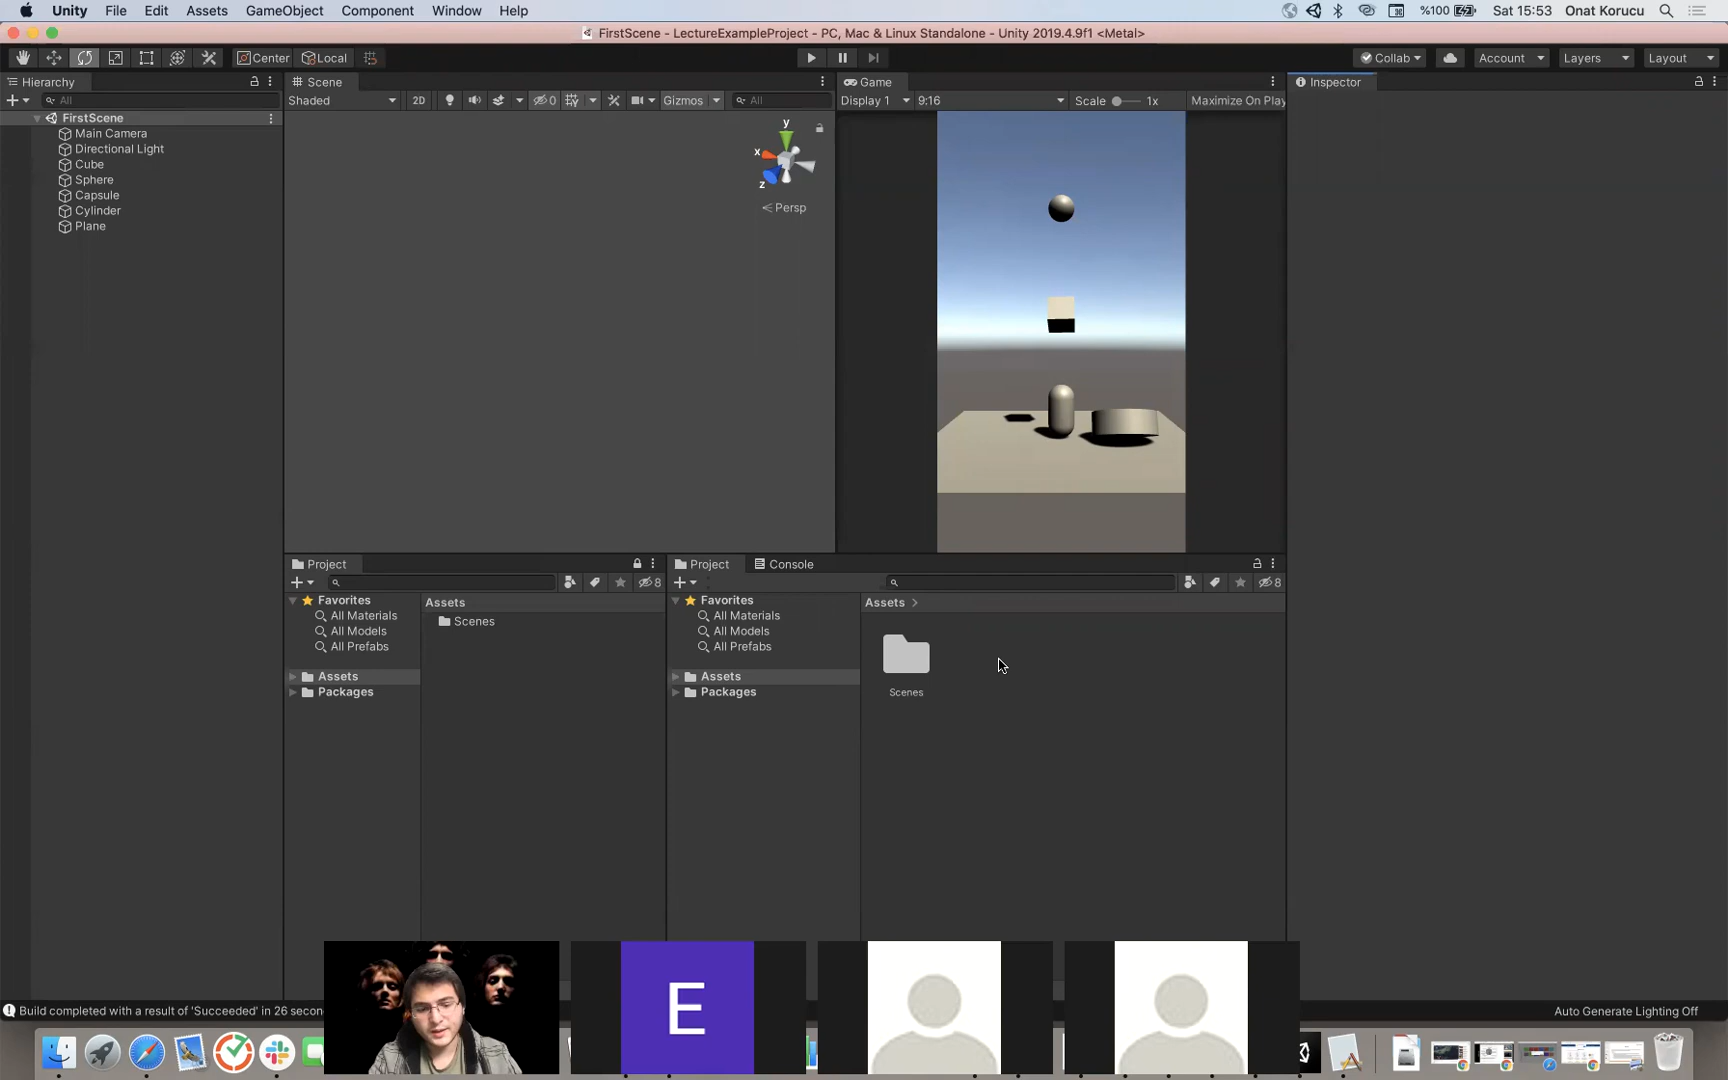 Unity File Edit Assets GameObject Component Window Help %100 Sat 15:53 Onat Korucu
FirstScene - LectureExampleProject - PC, Mac & Linux Standalone - Unity 2019.4.9f1 <Metal>
Center Local Collab Account Layers Layout
Hierarchy
All
FirstScene
Main Camera
Directional Light
Cube
Sphere
Capsule
Cylinder
Plane
Scene
Shaded 2D 0 Gizmos All
y
x
z
Persp
Game
Display 1 9:16 Scale 1x Maximize On Play
Inspector
Project
8
Favorites
All Materials
All Models
All Prefabs
Assets
Packages
Assets
Scenes
Project Console
8
Favorites
All Materials
All Models
All Prefabs
Assets
Packages
Assets >
Scenes
E
Build completed with a result of 'Succeeded' in 26 secon
Auto Generate Lighting Off